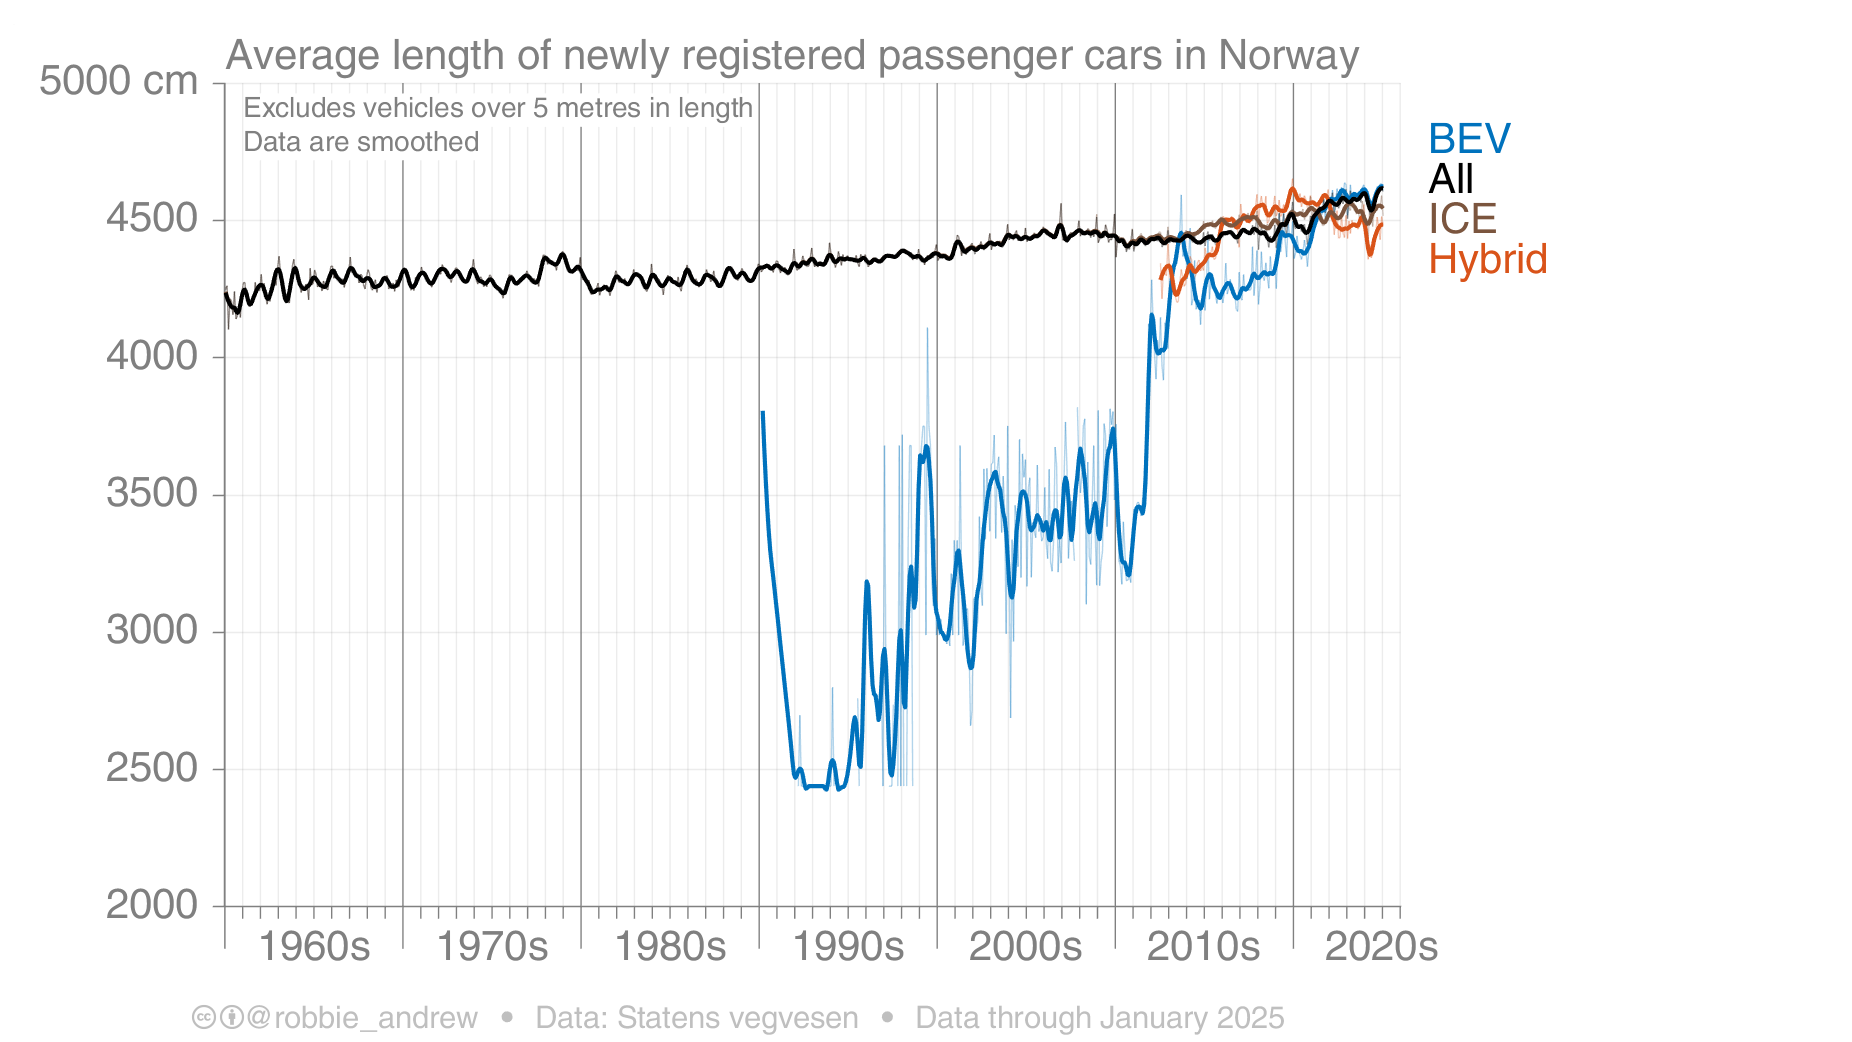 Average length of newly registered passenger cars in Norway
5000 cm
Excludes vehicles over 5 metres in length
Data are smoothed
BEV
All
ICE
Hybrid
4500
4000
3500
3000
2500
2000
1960s 1970s 1980s 1990s 2000s 2010s 2020s
@robbie_andrew • Data: Statens vegvesen • Data through January 2025